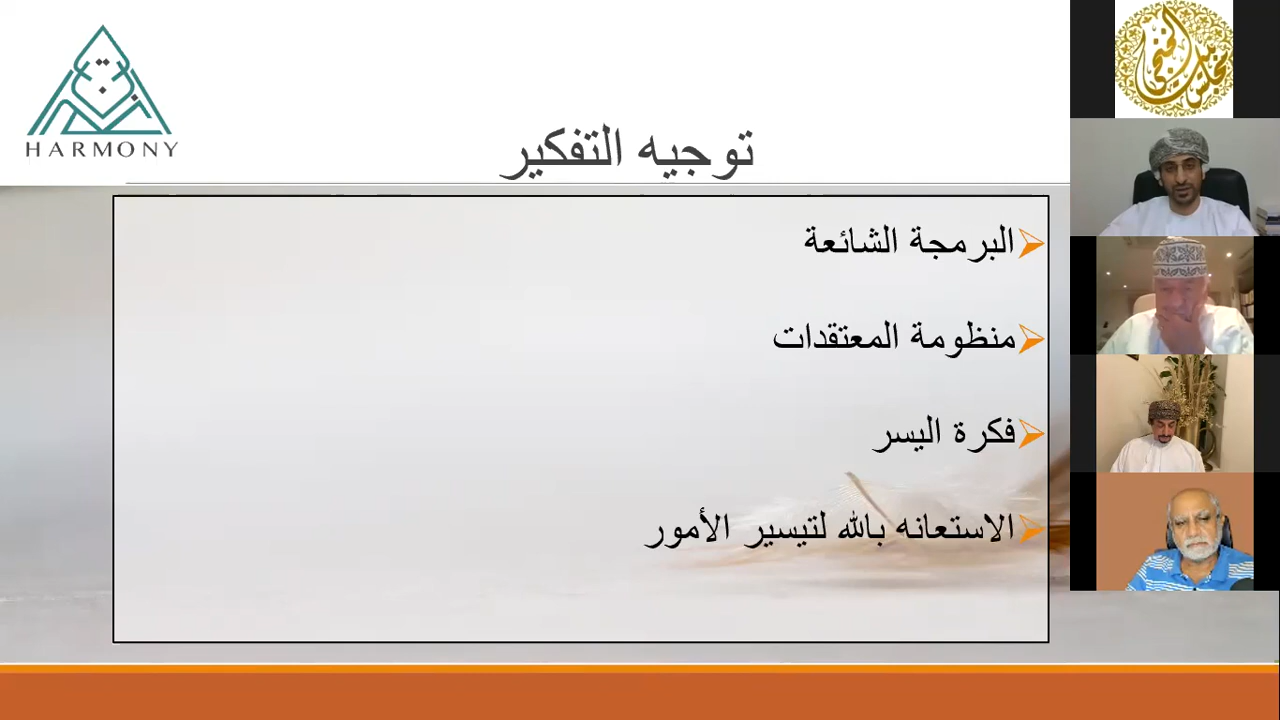 HARMONY
توجيه التفكير
البرمجة الشائعة
منظومة المعتقدات
فكرة اليسر
الاستعانه بالله لتيسير الأمور